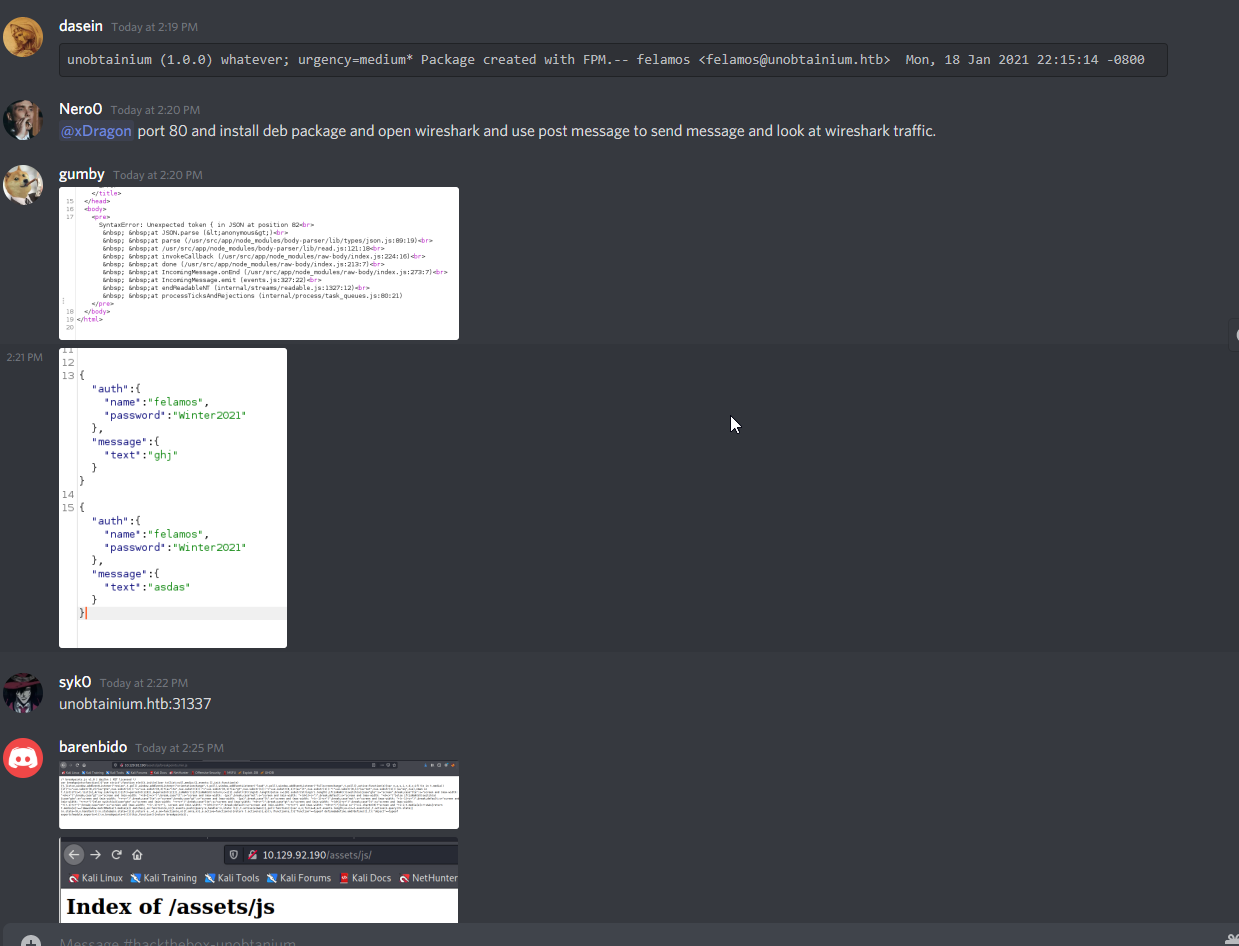 dasein Today at 2:19 PM
unobtainium (1.0.0) whatever; urgency=medium* Package created with FPM.-- felamos <felamos@unobtainium.htb>  Mon, 18 Jan 2021 22:15:14 -0800
Nero0 Today at 2:20 PM
@xDragon port 80 and install deb package and open wireshark and use post message to send message and look at wireshark traffic.
gumby Today at 2:20 PM
</title>
15 </head>
16 <body>
17 <pre>
SyntaxError: Unexpected token { in JSON at position 82<br>
&nbsp; &nbsp;at JSON.parse (&lt;anonymous&gt;)<br>
&nbsp; &nbsp;at parse (/usr/src/app/node_modules/body-parser/lib/types/json.js:89:19)<br>
&nbsp; &nbsp;at /usr/src/app/node_modules/body-parser/lib/read.js:121:18<br>
&nbsp; &nbsp;at invokeCallback (/usr/src/app/node_modules/raw-body/index.js:224:16)<br>
&nbsp; &nbsp;at done (/usr/src/app/node_modules/raw-body/index.js:213:7)<br>
&nbsp; &nbsp;at IncomingMessage.onEnd (/usr/src/app/node_modules/raw-body/index.js:273:7)<br>
&nbsp; &nbsp;at IncomingMessage.emit (events.js:327:22)<br>
&nbsp; &nbsp;at endReadableNT (internal/streams/readable.js:1327:12)<br>
&nbsp; &nbsp;at processTicksAndRejections (internal/process/task_queues.js:80:21)
</pre>
18 </body>
19 </html>
20
2:21 PM
11
12
13 {
"auth":{
"name":"felamos",
"password":"Winter2021"
},
"message":{
"text":"ghj"
}
}
14
15 {
"auth":{
"name":"felamos",
"password":"Winter2021"
},
"message":{
"text":"asdas"
}
}
syk0 Today at 2:22 PM
unobtainium.htb:31337
barenbido Today at 2:25 PM
10.129.92.190/assets/js/
Kali Linux Kali Training Kali Tools Kali Forums Kali Docs NetHunter
Index of /assets/js
Message #hackthebox-unobtanium